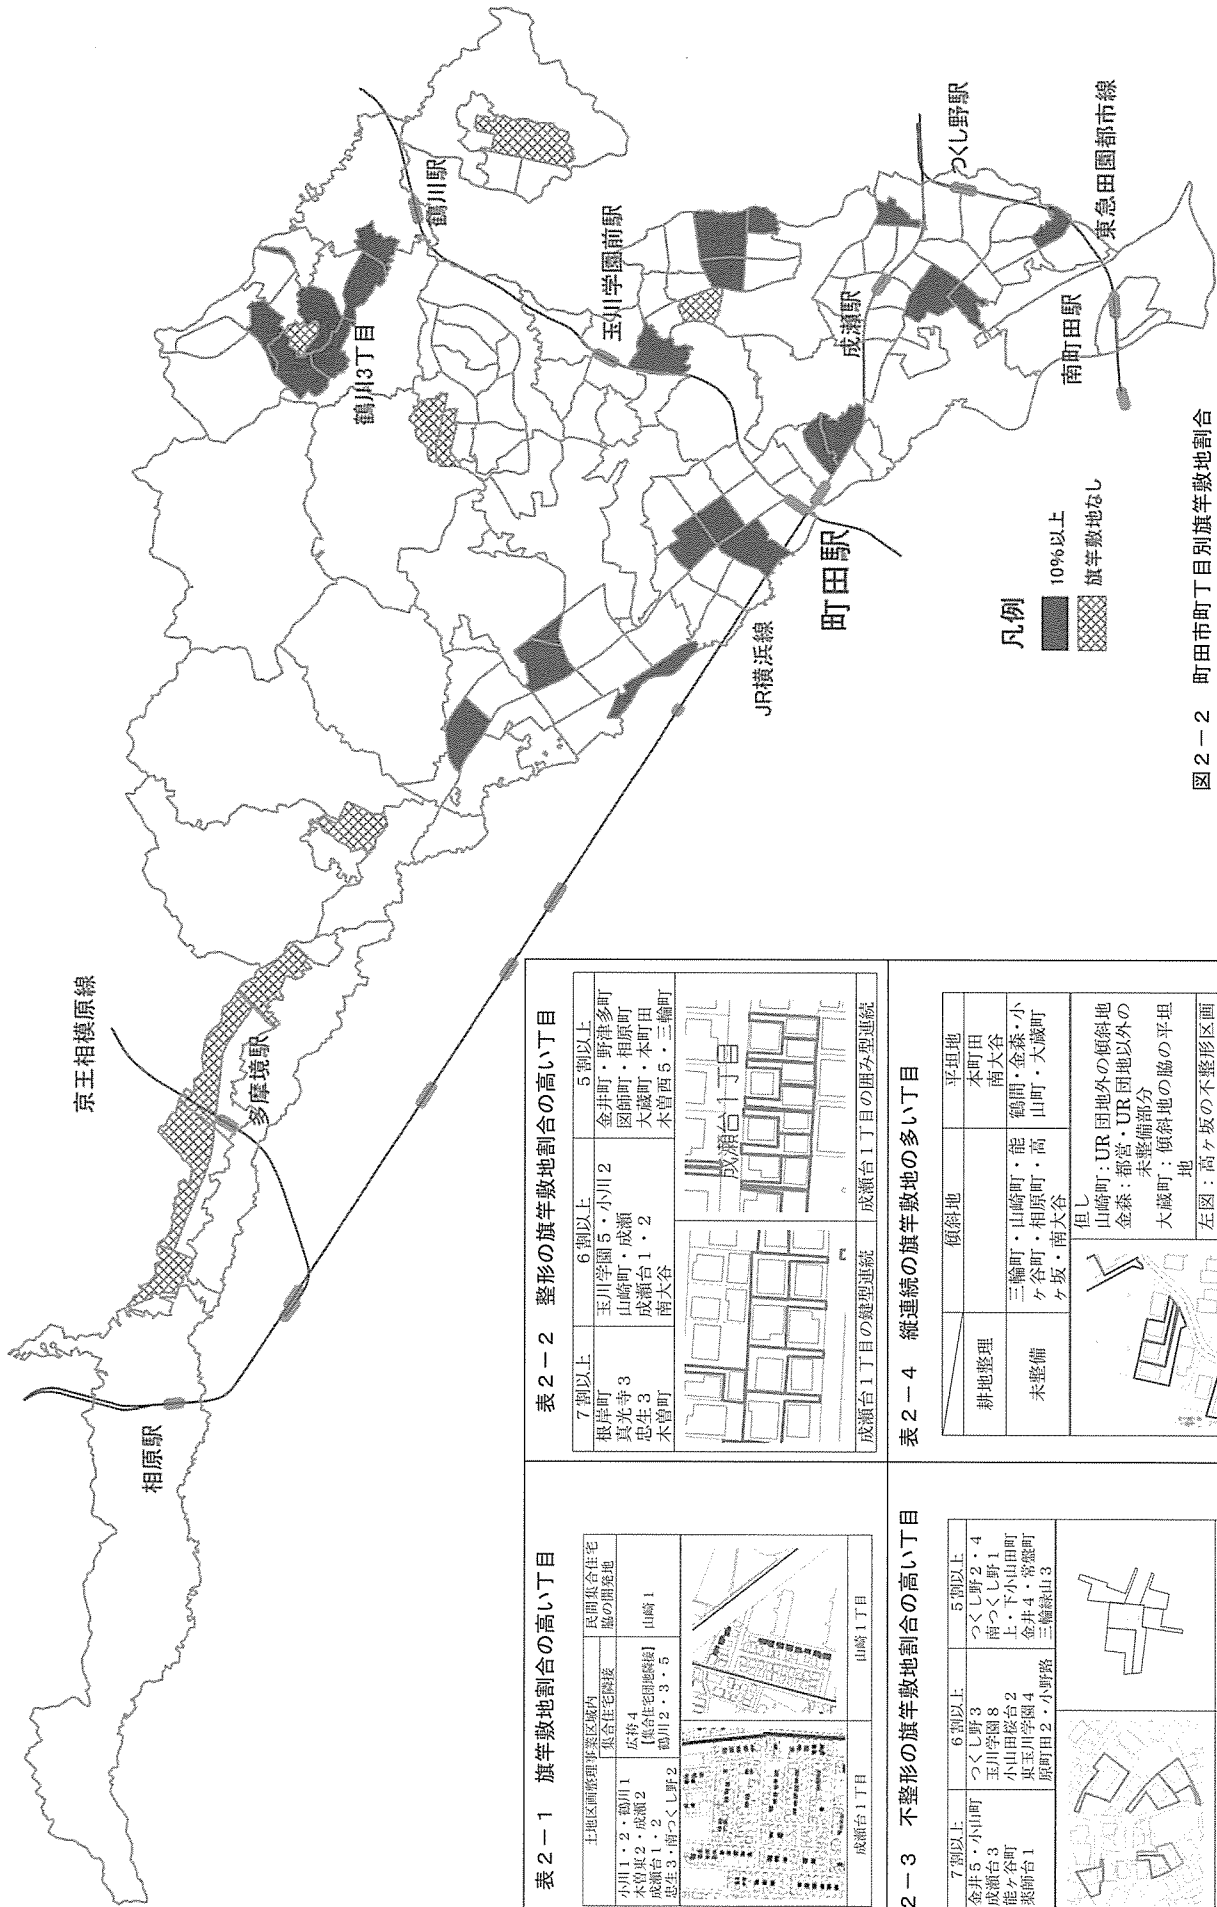 京王相模原線
多摩境駅
相原駅
鶴川駅
鶴川3丁目
玉川学園前駅
つくし野駅
成瀬駅
東急田園都市線
南町田駅
町田駅
JR横浜線
凡例
10%以上
旗竿敷地なし
図2－2　町田市町丁目別旗竿敷地割合
表2－1　旗竿敷地割合の高い丁目
土地区画整理事業区域内
集合住宅隣接
民間集合住宅
脇の開発地
小川1・2・鶴川1
木曽東2・成瀬2
成瀬台1・2
忠生3・南つくし野2
広袴4
[集合住宅団地隣接]
鶴川2・3・5
山崎1
成瀬台1丁目
山崎1丁目
表2－2　整形の旗竿敷地割合の高い丁目
7割以上
6割以上
5割以上
根岸町
真光寺3
忠生3
木曽町
玉川学園5・小川2
山崎町・成瀬
成瀬台1・2
南大谷
金井町・野津多町
図師町・相原町
大蔵町・本町田
木曽西5・三輪町
成瀬台1丁目
成瀬台1丁目の鍵型連続
成瀬台1丁目の囲み型連続
2－3　不整形の旗竿敷地割合の高い丁目
7割以上
6割以上
5割以上
金井5・小山町
成瀬台3
能ヶ谷町
薬師台1
つくし野3
玉川学園8
小山田桜台2
東玉川学園4
原町田2・小野路
つくし野2・4
南つくし野1
上・下小山田町
金井4・常盤町
三輪緑山3
表2－4　縦連続の旗竿敷地の多い丁目
傾斜地
平坦地
耕地整理
本町田
南大谷
未整備
三輪町・山崎町・能
ヶ谷町・相原町・高
ヶ坂・南大谷
鶴間・金森・小
山町・大蔵町
但し
山崎町：UR団地外の傾斜地
金森：都営・UR団地以外の
未整備部分
大蔵町：傾斜地の脇の平坦
地
左図：高ヶ坂の不整形区画